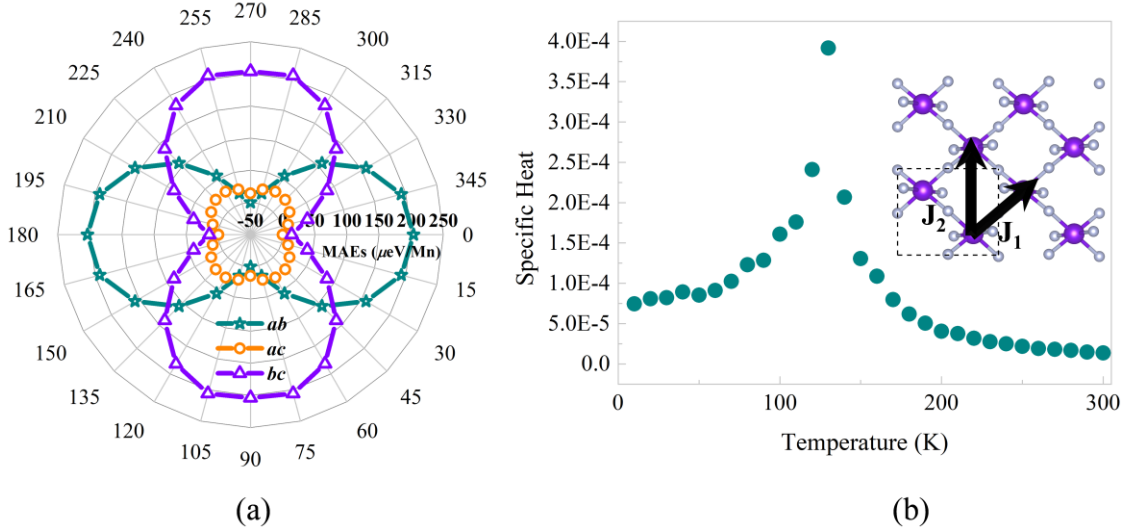 270
255
285
240
300
225
315
210
330
195
345
180
-50 0 50 100 150 200 250
0
MAEs (μeV/Mn)
165
15
150
30
135
45
120
60
105
75
90
ab
ac
bc
(a)
Specific Heat
4.0E-4
3.5E-4
3.0E-4
2.5E-4
2.0E-4
1.5E-4
1.0E-4
5.0E-5
0.0
0 100 200 300
Temperature (K)
J2
J1
(b)